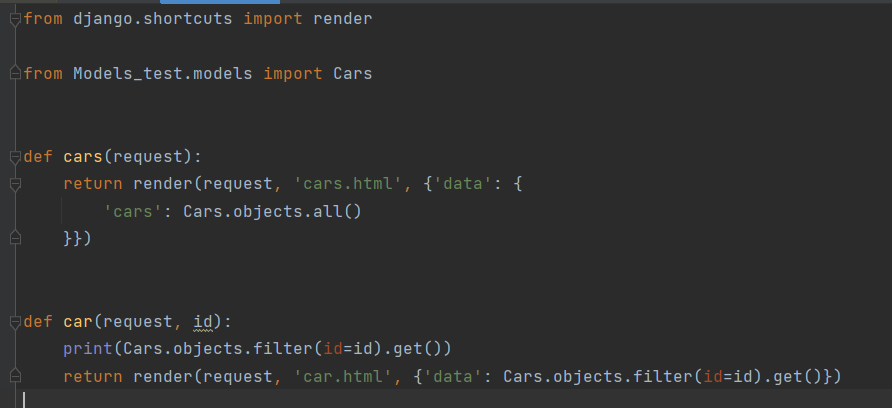 from django.shortcuts import render
from Models_test.models import Cars
def cars(request):
    return render(request, 'cars.html', {'data': {
        'cars': Cars.objects.all()
    }})
def car(request, id):
    print(Cars.objects.filter(id=id).get())
    return render(request, 'car.html', {'data': Cars.objects.filter(id=id).get()})